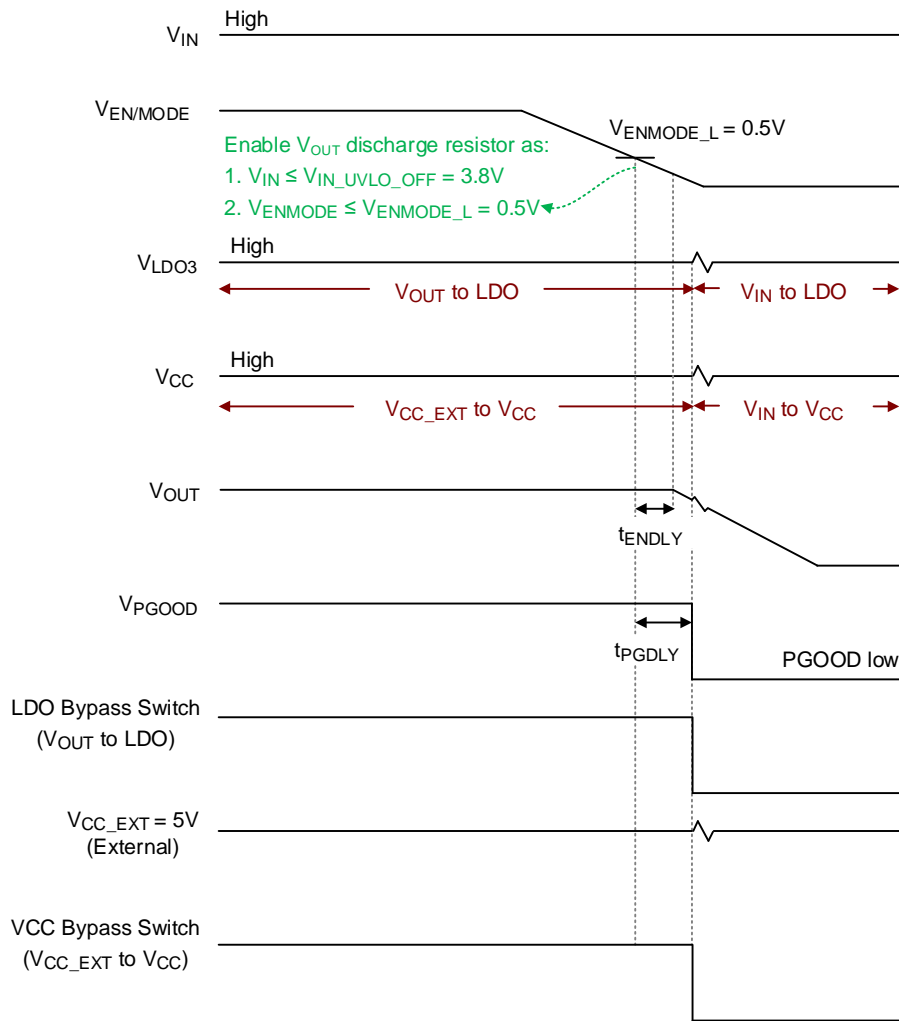 High
VIN
VEN/MODE
VENMODE_L = 0.5V
Enable VOUT discharge resistor as:
1. VIN ≤ VIN_UVLO_OFF = 3.8V
2. VENMODE ≤ VENMODE_L = 0.5V
High
VLDO3
VOUT to LDO
VIN to LDO
High
VCC
VCC_EXT to VCC
VIN to VCC
VOUT
tENDLY
VPGOOD
tPGDLY
PGOOD low
LDO Bypass Switch
(VOUT to LDO)
VCC_EXT = 5V
(External)
VCC Bypass Switch
(VCC_EXT to VCC)